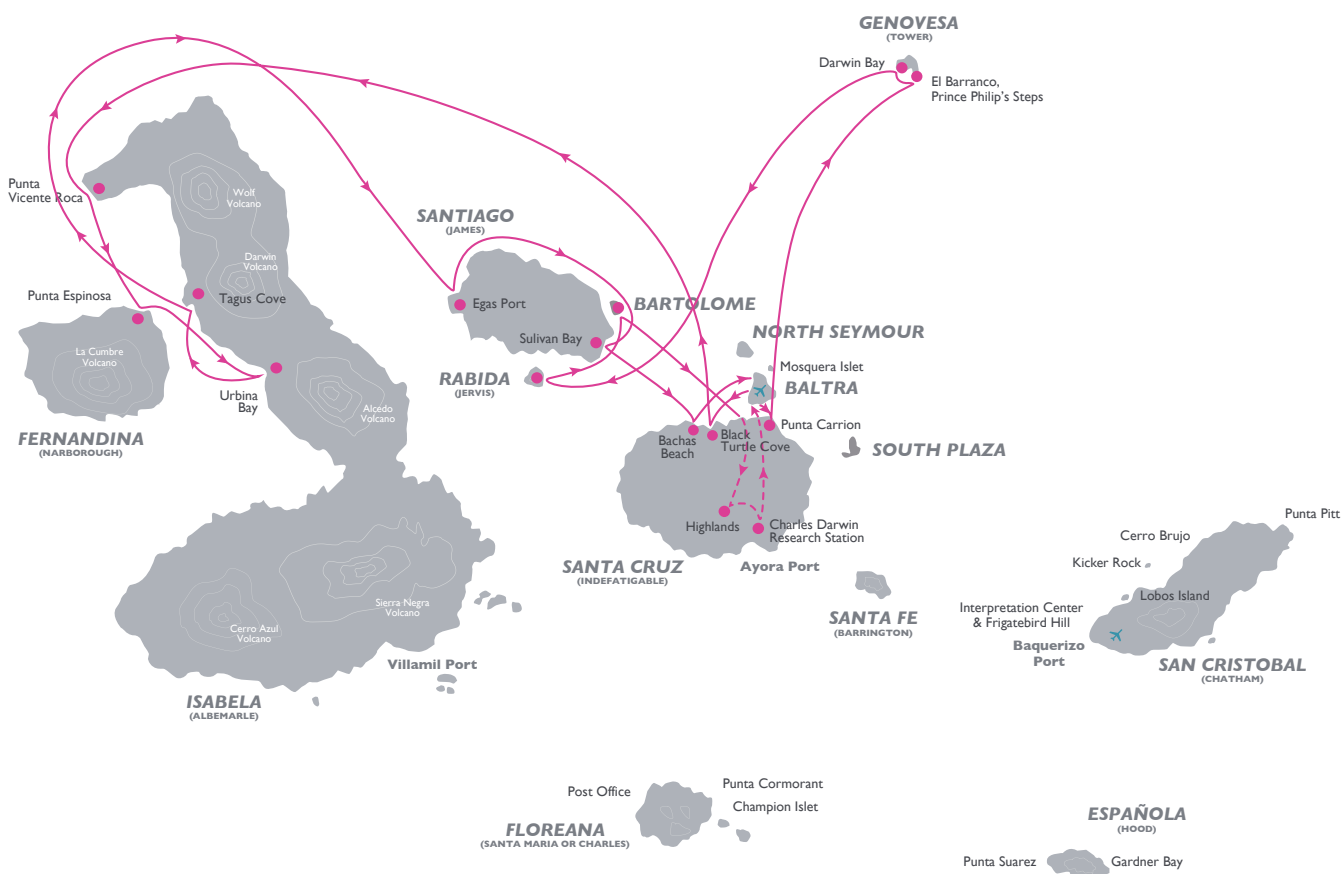 GENOVESA
(TOWER)
Darwin Bay
El Barranco,
Prince Philip's Steps
Punta
Vicente Roca
Wolf
Volcano
SANTIAGO
(JAMES)
Darwin
Volcano
Tagus Cove
Punta Espinosa
Egas Port
BARTOLOME
Sulivan Bay
NORTH SEYMOUR
Mosquera Islet
BALTRA
La Cumbre
Volcano
RABIDA
(JERVIS)
Urbina
Bay
Alcedo
Volcano
FERNANDINA
(NARBOROUGH)
Bachas
Beach
Black
Turtle Cove
Punta Carrion
SOUTH PLAZA
Highlands
Charles Darwin
Research Station
SANTA CRUZ
(INDEFATIGABLE)
Ayora Port
Punta Pitt
Cerro Brujo
Kicker Rock
Lobos Island
Interpretation Center
& Frigatebird Hill
Baquerizo
Port
SANTA FE
(BARRINGTON)
SAN CRISTOBAL
(CHATHAM)
Sierra Negra
Volcano
Cerro Azul
Volcano
Villamil Port
ISABELA
(ALBEMARLE)
Post Office
Punta Cormorant
Champion Islet
FLOREANA
(SANTA MARIA OR CHARLES)
ESPAÑOLA
(HOOD)
Punta Suarez
Gardner Bay